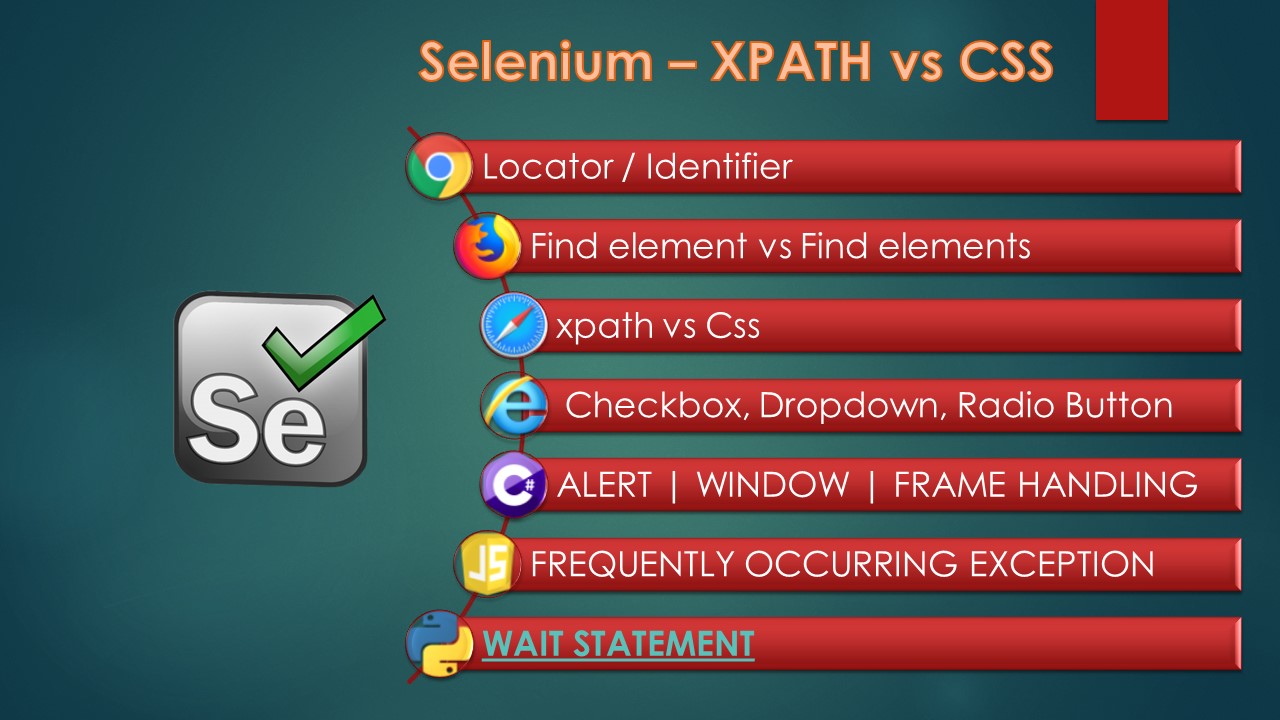 Selenium – XPATH vs CSS
Locator / Identifier
Find element vs Find elements
xpath vs Css
Checkbox, Dropdown, Radio Button
ALERT | WINDOW | FRAME HANDLING
FREQUENTLY OCCURRING EXCEPTION
WAIT STATEMENT
Se
C#
JS